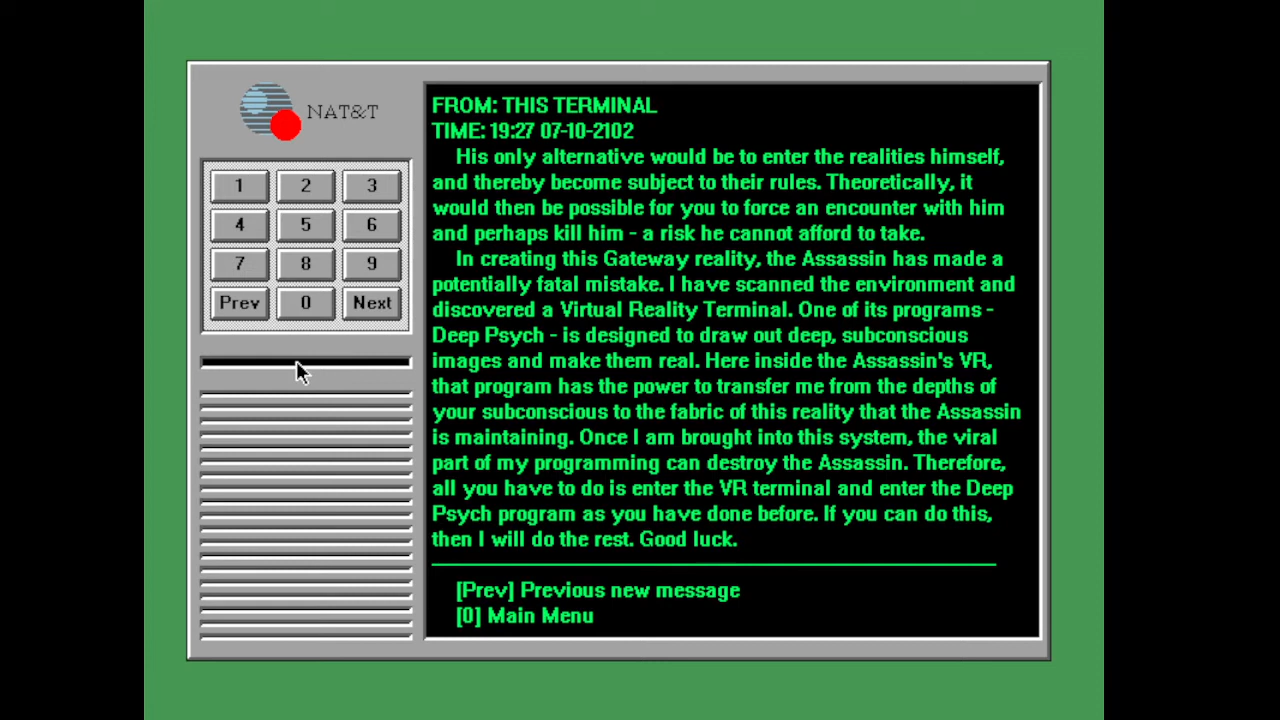 NAT&T
1 2 3
4 5 6
7 8 9
Prev 0 Next
FROM: THIS TERMINAL
TIME: 19:27 07-10-2102
His only alternative would be to enter the realities himself,
and thereby become subject to their rules. Theoretically, it
would then be possible for you to force an encounter with him
and perhaps kill him - a risk he cannot afford to take.
In creating this Gateway reality, the Assassin has made a
potentially fatal mistake. I have scanned the environment and
discovered a Virtual Reality Terminal. One of its programs -
Deep Psych - is designed to draw out deep, subconscious
images and make them real. Here inside the Assassin's VR,
that program has the power to transfer me from the depths of
your subconscious to the fabric of this reality that the Assassin
is maintaining. Once I am brought into this system, the viral
part of my programming can destroy the Assassin. Therefore,
all you have to do is enter the VR terminal and enter the Deep
Psych program as you have done before. If you can do this,
then I will do the rest. Good luck.
[Prev] Previous new message
[0] Main Menu